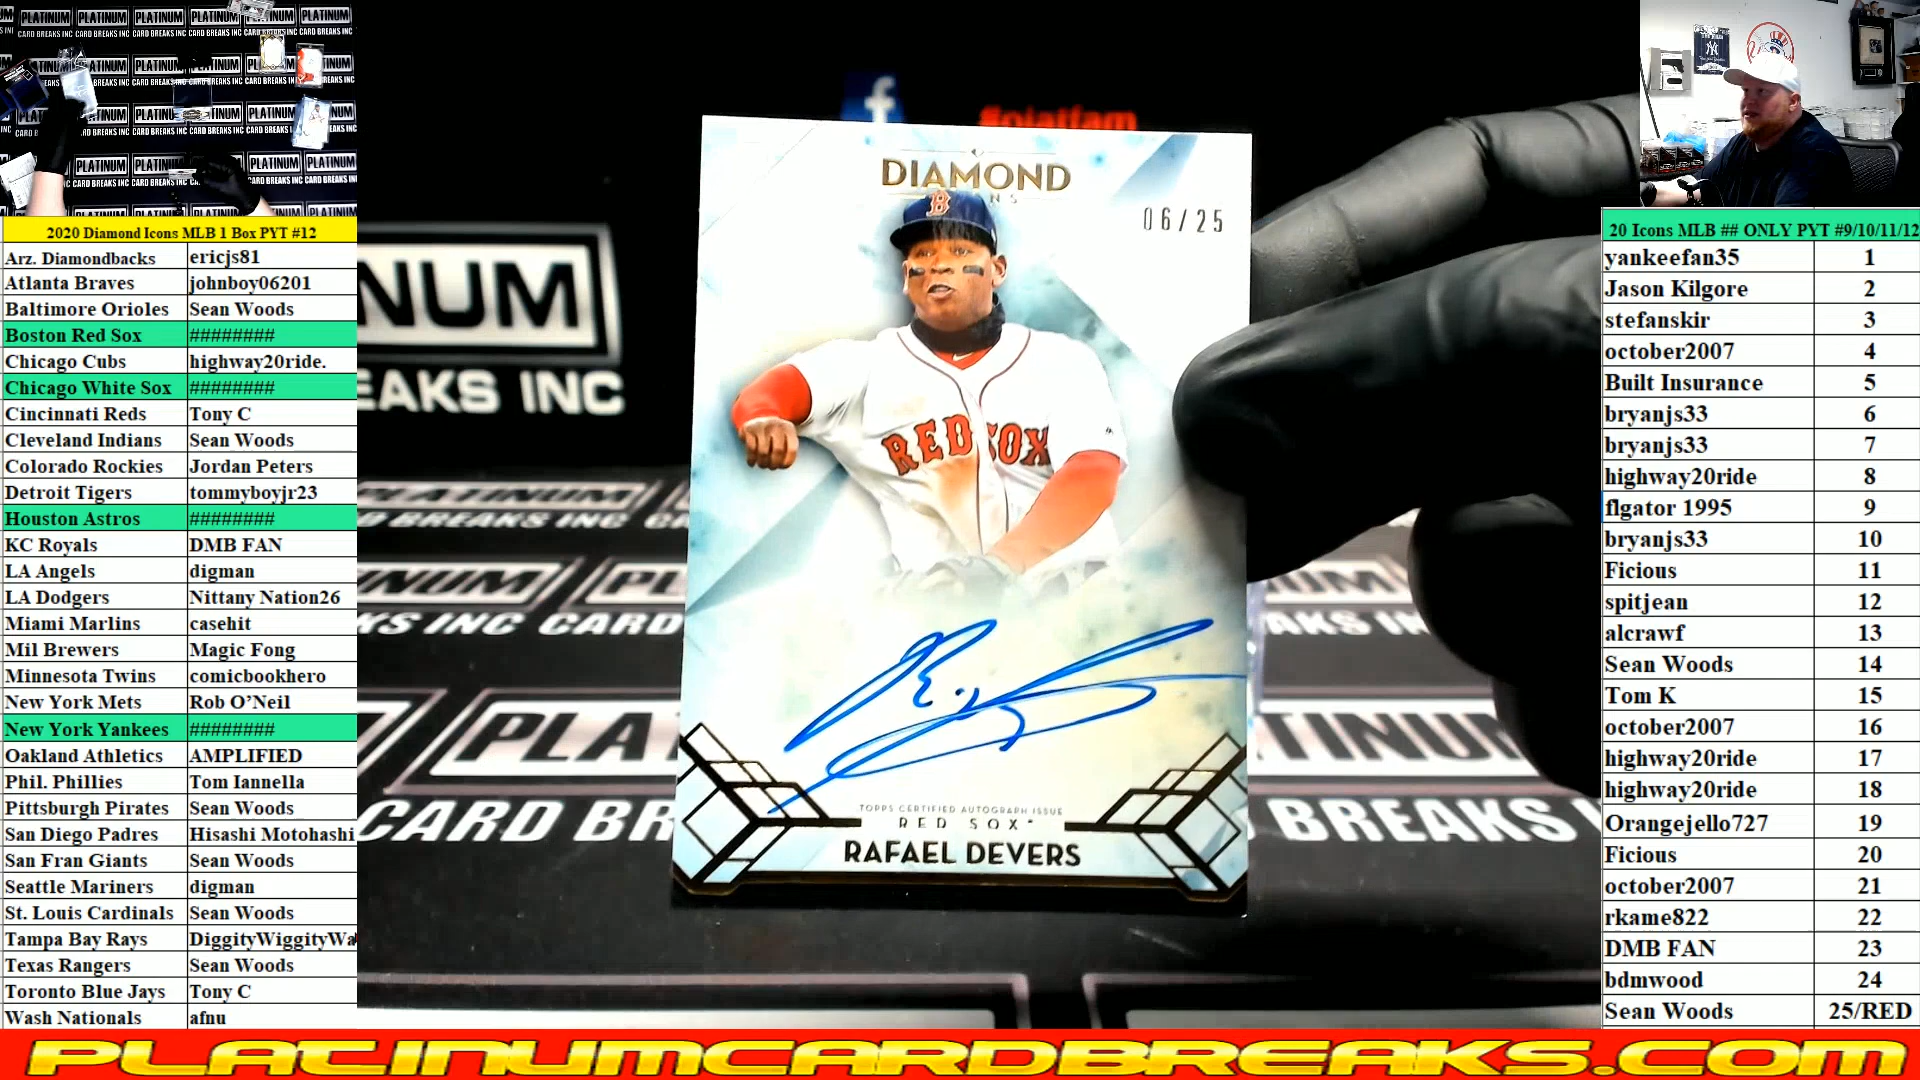 2020 Diamond Icons MLB 1 Box PYT #12
Arz. Diamondbacks ericjs81
Atlanta Braves johnboy06201
Baltimore Orioles Sean Woods
Boston Red Sox ########
Chicago Cubs highway20ride.
Chicago White Sox ########
Cincinnati Reds Tony C
Cleveland Indians Sean Woods
Colorado Rockies Jordan Peters
Detroit Tigers tommyboyjr23
Houston Astros ########
KC Royals DMB FAN
LA Angels digman
LA Dodgers Nittany Nation26
Miami Marlins casehit
Mil Brewers Magic Fong
Minnesota Twins comicbookhero
New York Mets Rob O’Neil
New York Yankees ########
Oakland Athletics AMPLIFIED
Phil. Phillies Tom Iannella
Pittsburgh Pirates Sean Woods
San Diego Padres Hisashi Motohashi
San Fran Giants Sean Woods
Seattle Mariners digman
St. Louis Cardinals Sean Woods
Tampa Bay Rays DiggityWiggityWa
Texas Rangers Sean Woods
Toronto Blue Jays Tony C
Wash Nationals afnu
DIAMOND
06/25
B
RED SOX
TOPPS CERTIFIED AUTOGRAPH ISSUE
RED SOX
RAFAEL DEVERS
20 Icons MLB ## ONLY PYT #9/10/11/12
yankeefan35 1
Jason Kilgore 2
stefanskir 3
october2007 4
Built Insurance 5
bryanjs33 6
bryanjs33 7
highway20ride 8
flgator 1995 9
bryanjs33 10
Ficious 11
spitjean 12
alcrawf 13
Sean Woods 14
Tom K 15
october2007 16
highway20ride 17
highway20ride 18
Orangejello727 19
Ficious 20
october2007 21
rkame822 22
DMB FAN 23
bdmwood 24
Sean Woods 25/RED
PLATINUMCARDBREAKS.COM